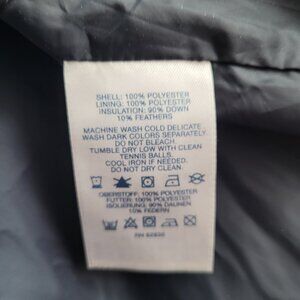 SHELL: 100% POLYESTER
LINING: 100% POLYESTER
INSULATION: 90% DOWN
10% FEATHERS
MACHINE WASH COLD DELICATE
WASH DARK COLORS SEPARATELY
DO NOT BLEACH.
TUMBLE DRY LOW WITH CLEAN
TENNIS BALLS.
COOL IRON IF NEEDED.
DO NOT DRY CLEAN.
OBERSTOFF: 100% POLYESTER
FUTTER: 100% POLYESTER
ISOLIERUNG: 90% DAUNEN
10% FEDERN